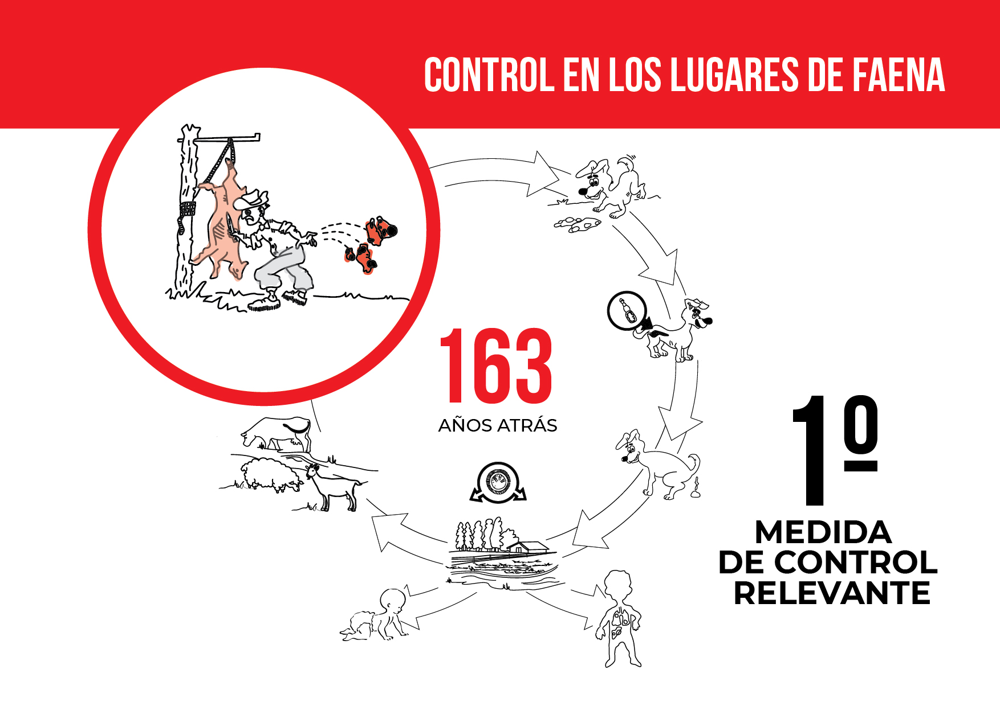 CONTROL EN LOS LUGARES DE FAENA
163
AÑOS ATRÁS
1º
MEDIDA
DE CONTROL
RELEVANTE